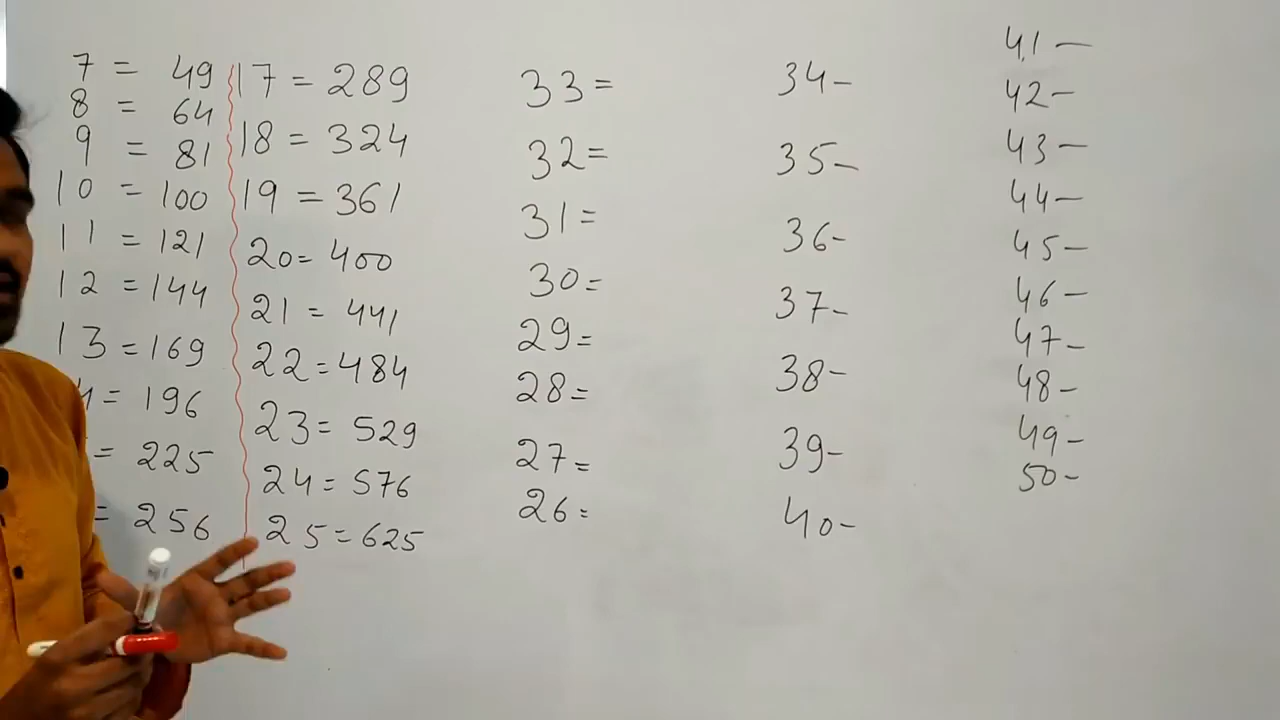 7 = 49
8 = 64
9 = 81
10 = 100
11 = 121
12 = 144
13 = 169
4 = 196
= 225
= 256
17 = 289
18 = 324
19 = 361
20 = 400
21 = 441
22 = 484
23 = 529
24 = 576
25 = 625
33 =
32 =
31 =
30 =
29 =
28 =
27 =
26 =
34 -
35 -
36 -
37 -
38 -
39 -
40 -
41 -
42 -
43 -
44 -
45 -
46 -
47 -
48 -
49 -
50 -